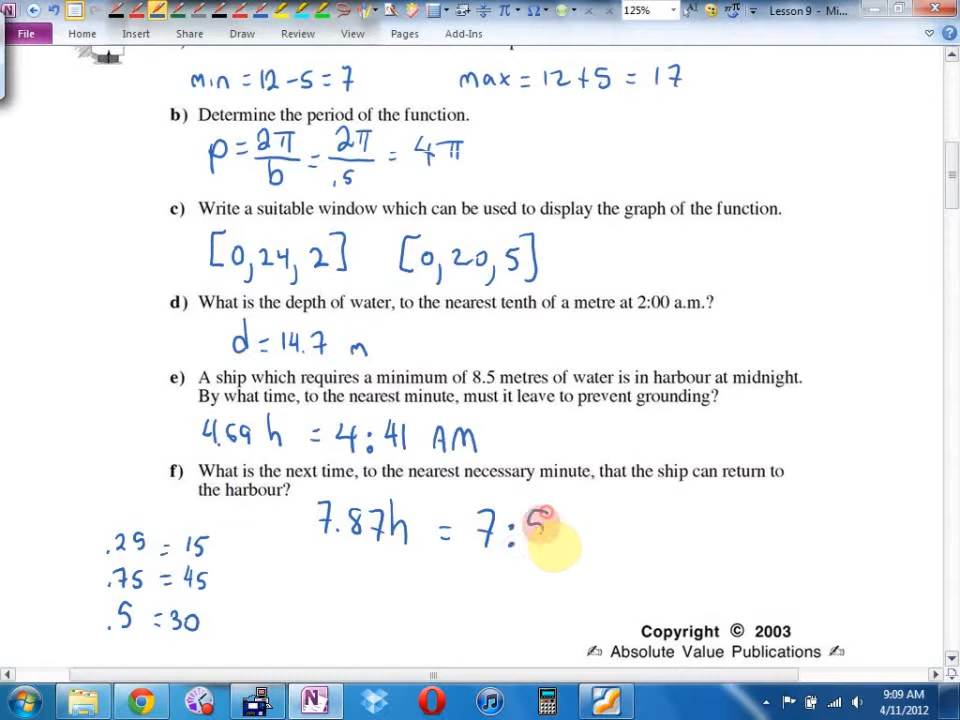 125%
Lesson 9 - Mi...
File Home Insert Share Draw Review View Pages Add-Ins
min = 12 - 5 = 7 max = 12 + 5 = 17
b) Determine the period of the function.
p = 2π/b = 2π/.5 = 4π
c) Write a suitable window which can be used to display the graph of the function.
[0, 24, 2] [0, 20, 5]
d) What is the depth of water, to the nearest tenth of a metre at 2:00 a.m.?
d = 14.7 m
e) A ship which requires a minimum of 8.5 metres of water is in harbour at midnight.
By what time, to the nearest minute, must it leave to prevent grounding?
4.69 h = 4:41 AM
f) What is the next time, to the nearest necessary minute, that the ship can return to
the harbour?
7.87h = 7:5
.25 = 15
.75 = 45
.5 = 30
Copyright © 2003
Absolute Value Publications
9:09 AM
4/11/2012